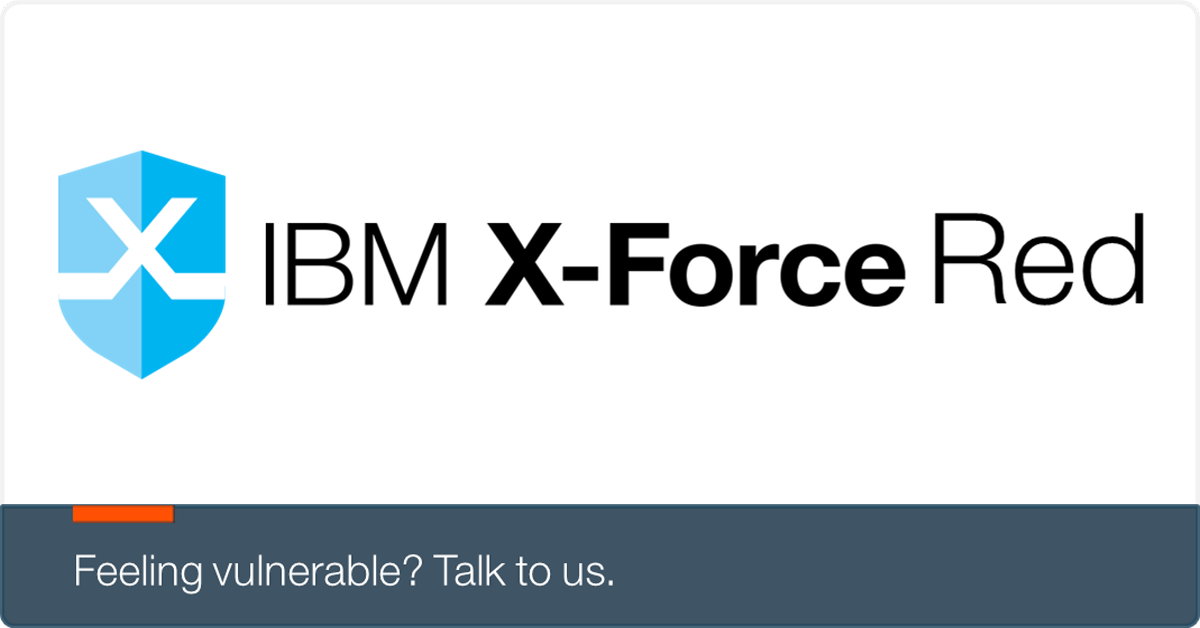 X
IBM X-Force Red
Feeling vulnerable? Talk to us.